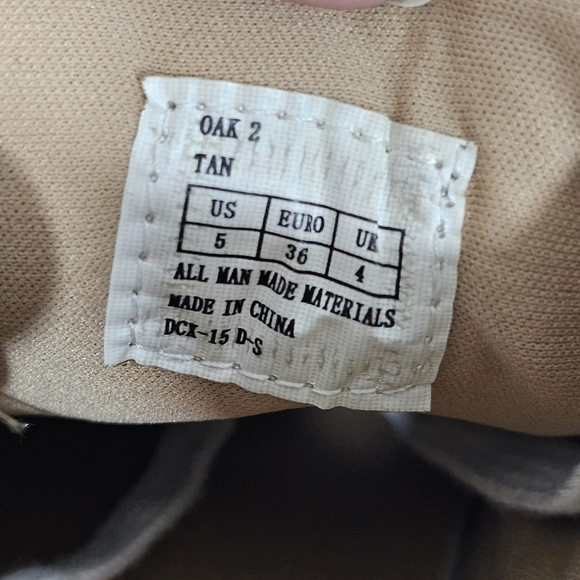 OAK 2
TAN
US EURO UK
5 36 4
ALL MAN MADE MATERIALS
MADE IN CHINA
DCX-15 D-S